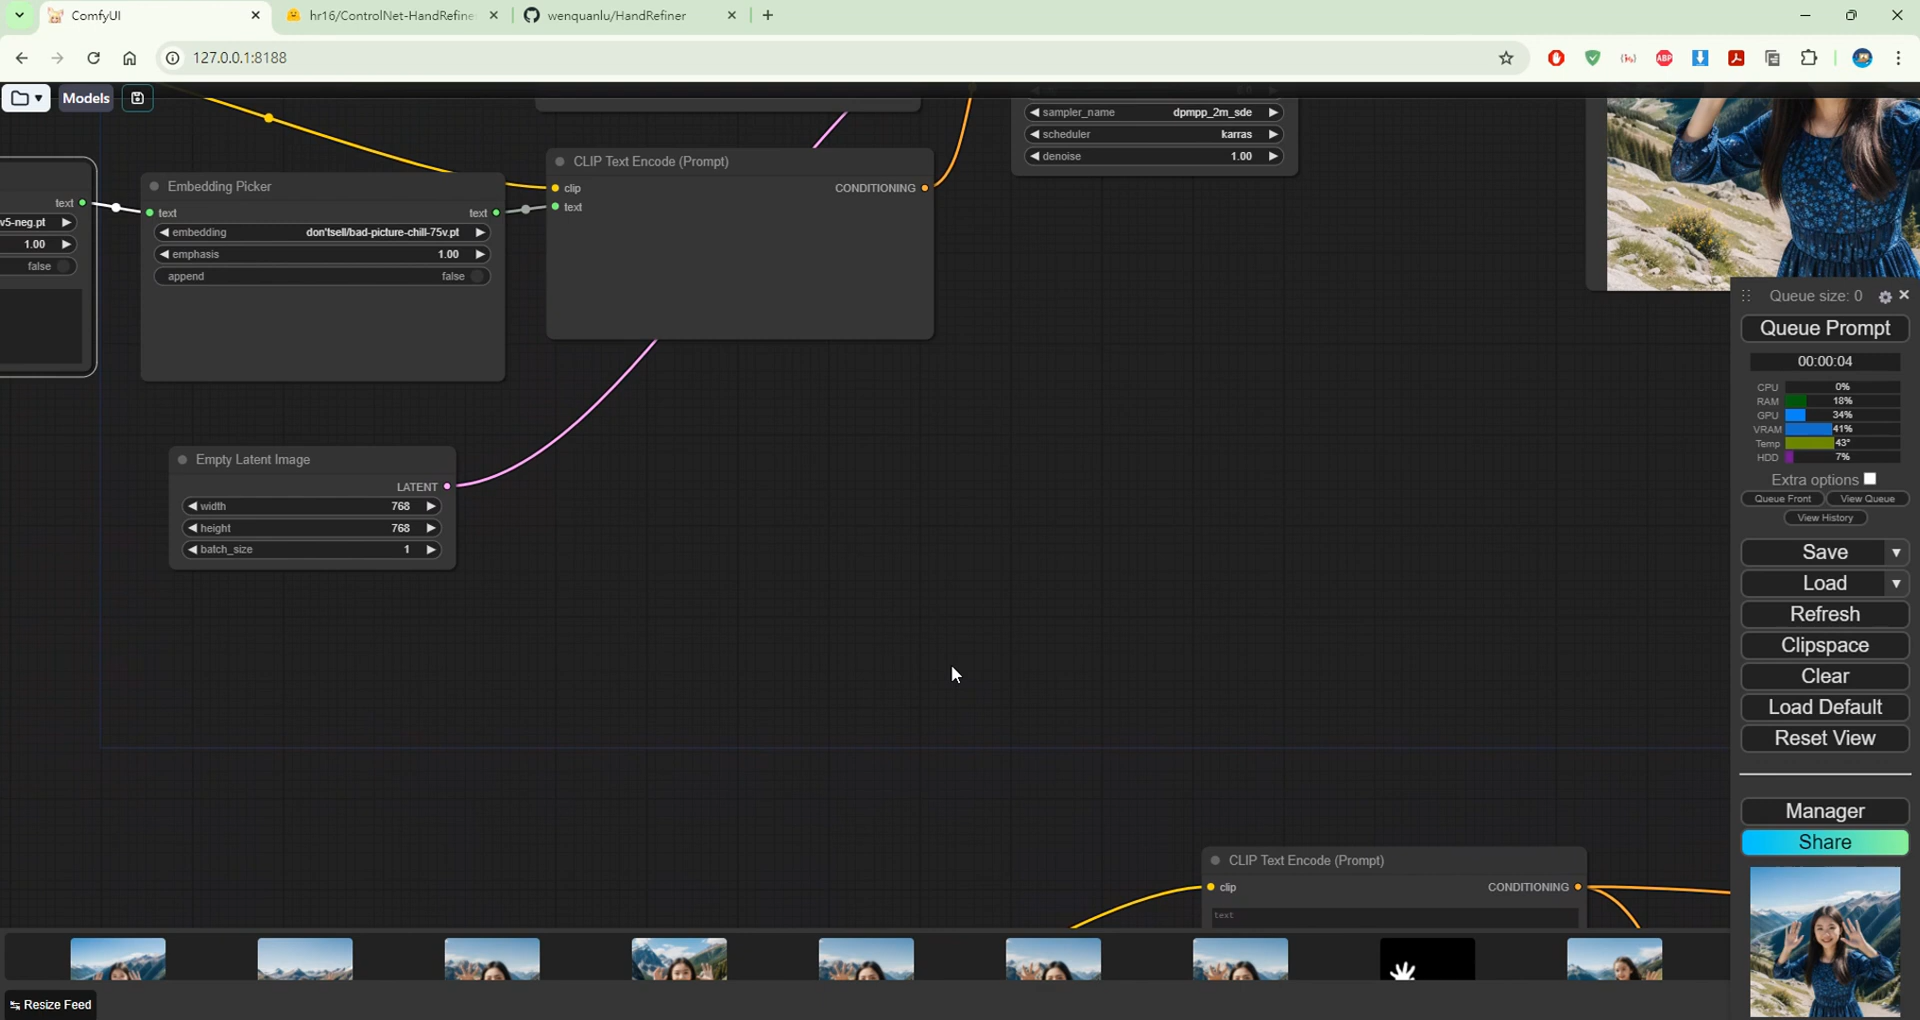 ComfyUI
hr16/ControlNet-HandRefine
wenquanlu/HandRefiner
127.0.0.1:8188
ABP
Models
sampler_name dpmpp_2m_sde
scheduler karras
denoise 1.00
CLIP Text Encode (Prompt)
clip CONDITIONING
text
Embedding Picker
text text
embedding don'tsell/bad-picture-chill-75v.pt
emphasis 1.00
append false
text
v5-neg.pt
1.00
false
Empty Latent Image
LATENT
width 768
height 768
batch_size 1
Queue size: 0
Queue Prompt
00:00:04
CPU 0%
RAM 18%
GPU 34%
VRAM 41%
Temp 43°
HDD 7%
Extra options
Queue Front View Queue
View History
Save
Load
Refresh
Clipspace
Clear
Load Default
Reset View
Manager
Share
CLIP Text Encode (Prompt)
clip CONDITIONING
text
Resize Feed